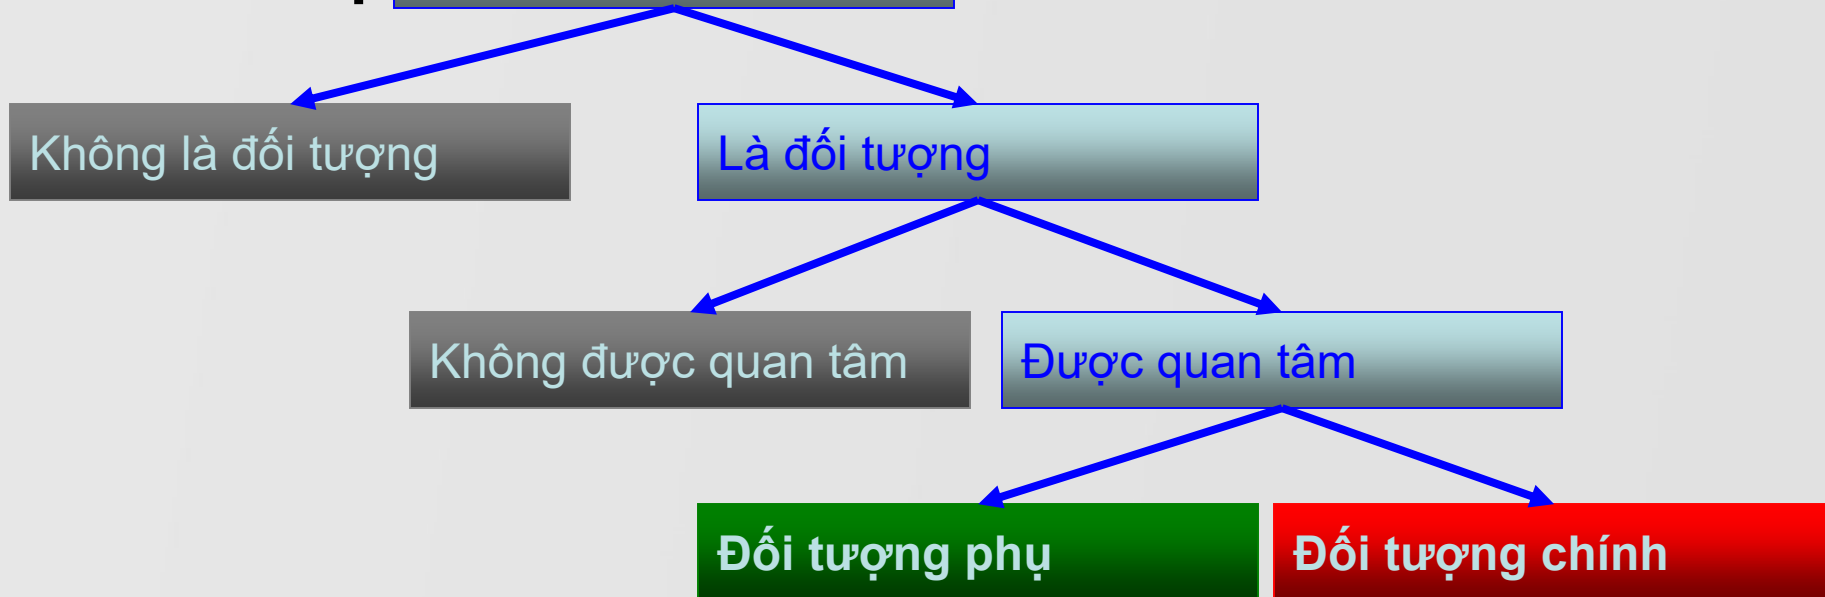 Không là đối tượng
Là đối tượng
Không được quan tâm
Được quan tâm
Đối tượng phụ
Đối tượng chính